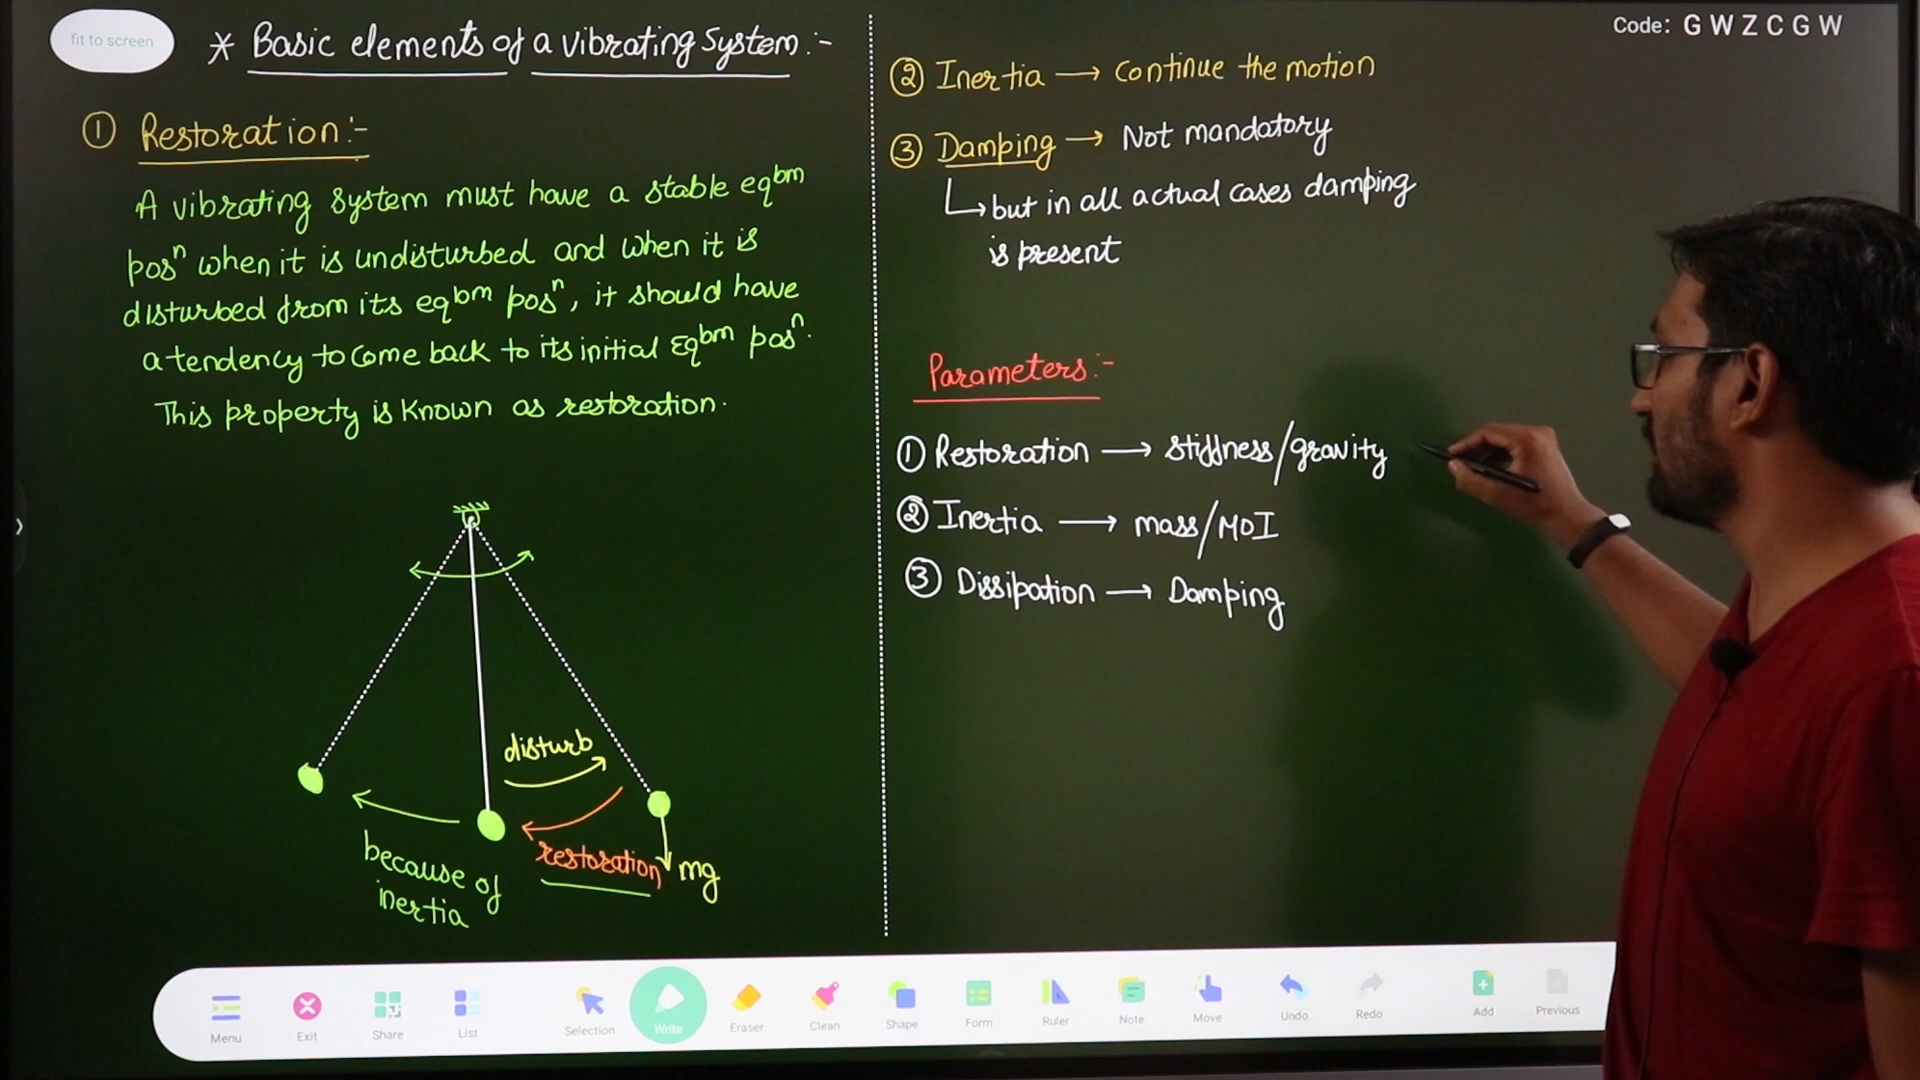 fit to screen
* Basic elements of a vibrating system :-
① Restoration :-
A vibrating system must have a stable eqbm
posn when it is undisturbed and when it is
disturbed from its eqbm posn, it should have
a tendency to come back to its initial Eqbm posn.
This property is known as restoration.
disturb
restoration
mg
because of
inertia
Code: G W Z C G W
② Inertia → Continue the motion
③ Damping → Not mandatory
↳ but in all actual cases damping
is present
Parameters :-
① Restoration → stiffness/gravity
② Inertia → mass/MOI
③ Dissipation → Damping
Menu
Exit
Share
List
Selection
Write
Eraser
Clean
Shape
Form
Ruler
Note
Move
Undo
Redo
Add
Previous